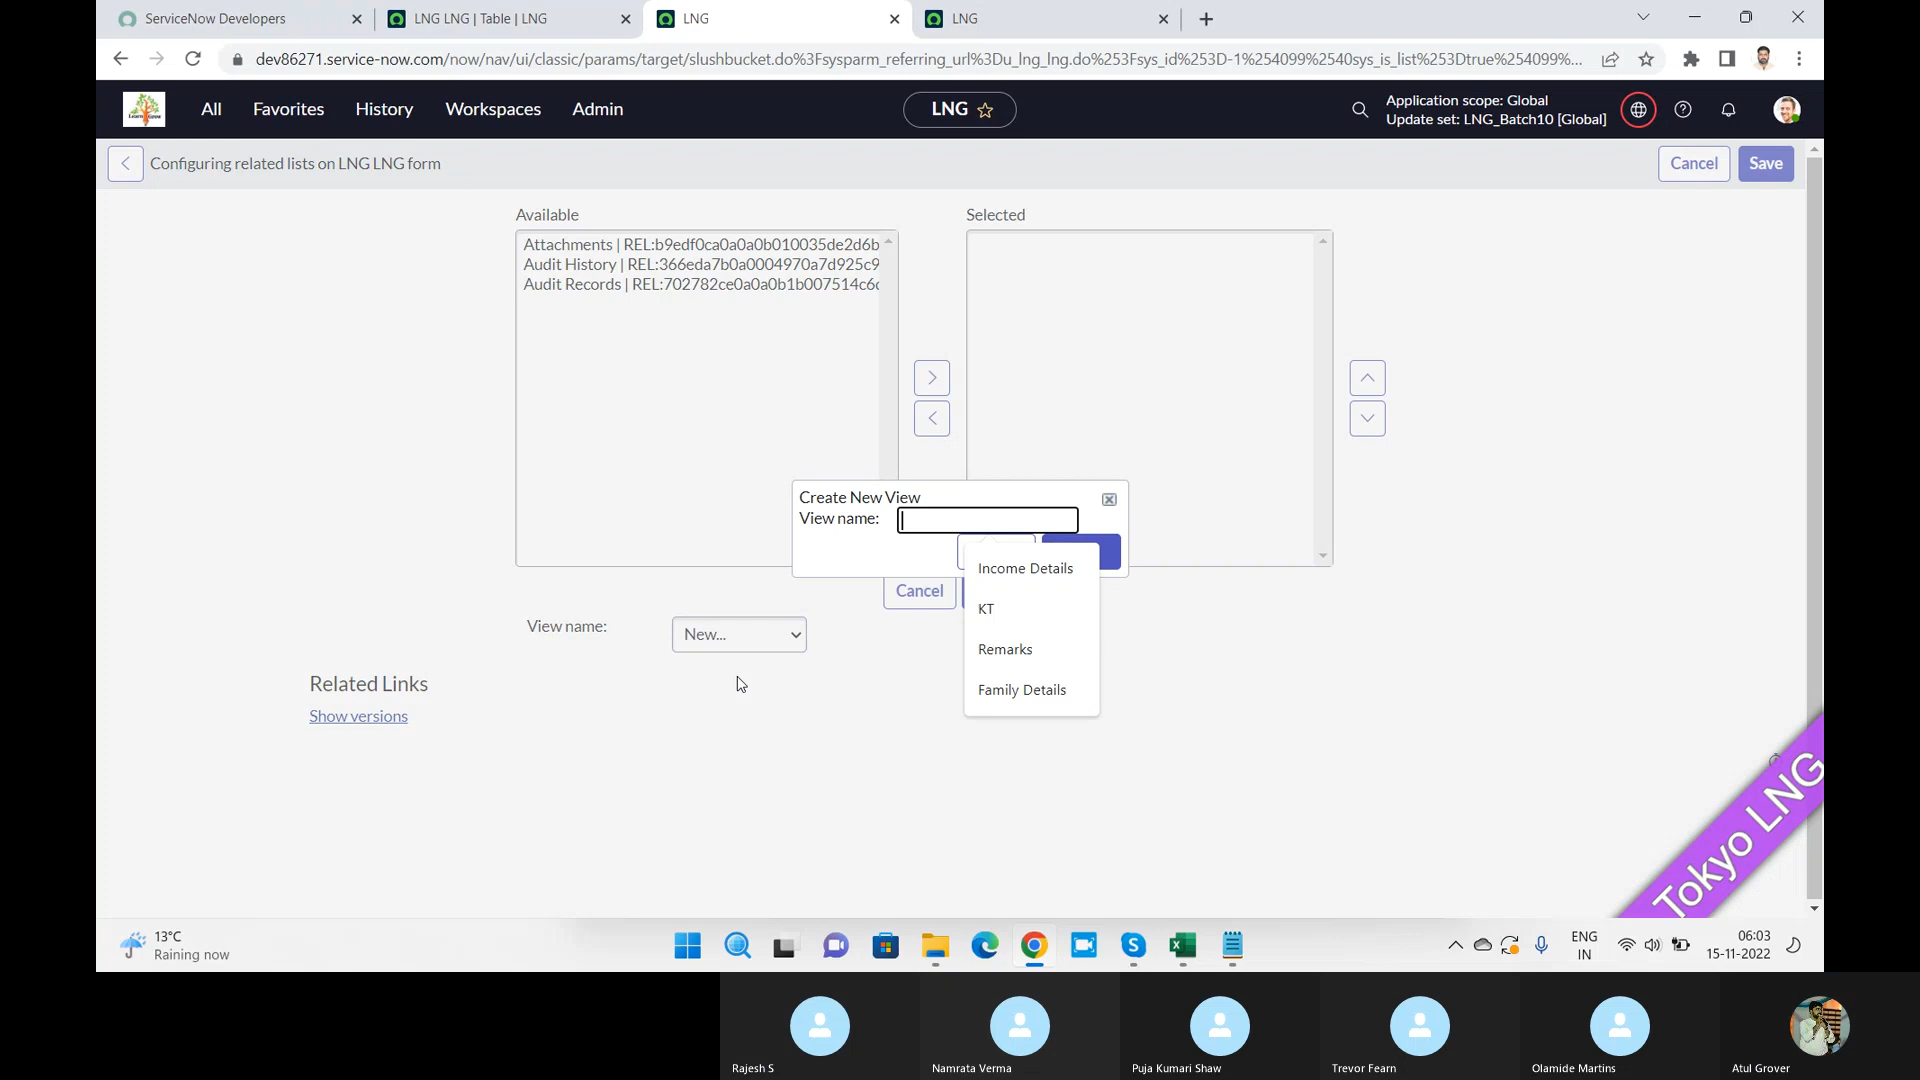 ServiceNow Developers
LNG LNG | Table | LNG
LNG
LNG
dev86271.service-now.com/now/nav/ui/classic/params/target/slushbucket.do%3Fsysparm_referring_url%3Du_lng_lng.do%253Fsys_id%253D-1%254099%2540sys_is_list%253Dtrue%254099%...
All
Favorites
History
Workspaces
Admin
LNG
Application scope: Global
Update set: LNG_Batch10 [Global]
Configuring related lists on LNG LNG form
Cancel
Save
Available
Selected
Attachments | REL:b9edf0ca0a0a0b010035de2d6b
Audit History | REL:366eda7b0a0004970a7d925c9
Audit Records | REL:702782ce0a0a0b1b007514c6
Create New View
View name:
Income Details
KT
Remarks
Family Details
Cancel
View name:
New...
Related Links
Show versions
Tokyo LNG
13°C
Raining now
ENG
IN
06:03
15-11-2022
Rajesh S
Namrata Verma
Puja Kumari Shaw
Trevor Fearn
Olamide Martins
Atul Grover